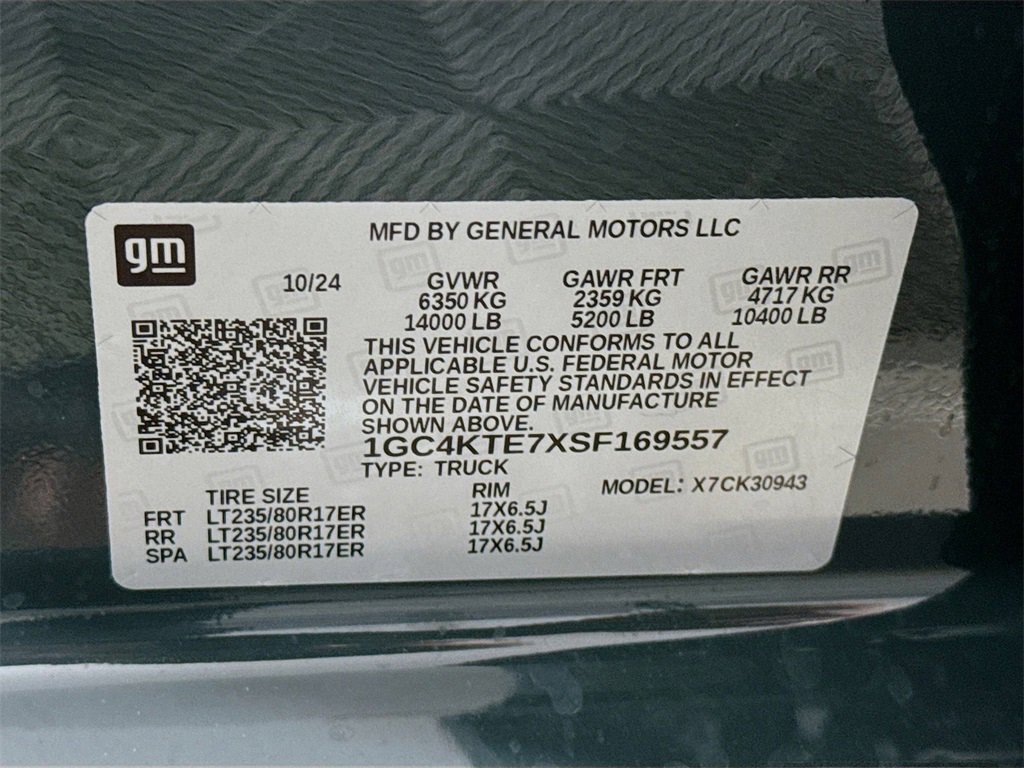 gm
MFD BY GENERAL MOTORS LLC
10/24 GVWR GAWR FRT GAWR RR
6350 KG 2359 KG 4717 KG
14000 LB 5200 LB 10400 LB
THIS VEHICLE CONFORMS TO ALL
APPLICABLE U.S. FEDERAL MOTOR
VEHICLE SAFETY STANDARDS IN EFFECT
ON THE DATE OF MANUFACTURE
SHOWN ABOVE.
1GC4KTE7XSF169557
TYPE: TRUCK
MODEL: X7CK30943
TIRE SIZE RIM
FRT LT235/80R17ER 17X6.5J
RR LT235/80R17ER 17X6.5J
SPA LT235/80R17ER 17X6.5J